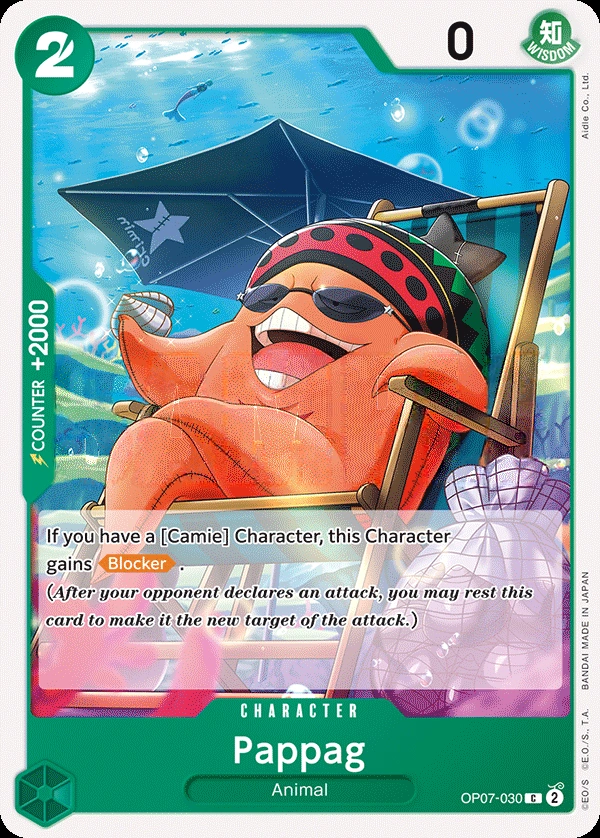 2
0
知
WISDOM
Aidle Co., Ltd.
Criminal
COUNTER +2000
If you have a [Camie] Character, this Character
gains Blocker .
(After your opponent declares an attack, you may rest this
card to make it the new target of the attack.)
CHARACTER
Pappag
Animal
OP07-030 C 2
©E.O/S ©E.O./S., T.A. BANDAI MADE IN JAPAN